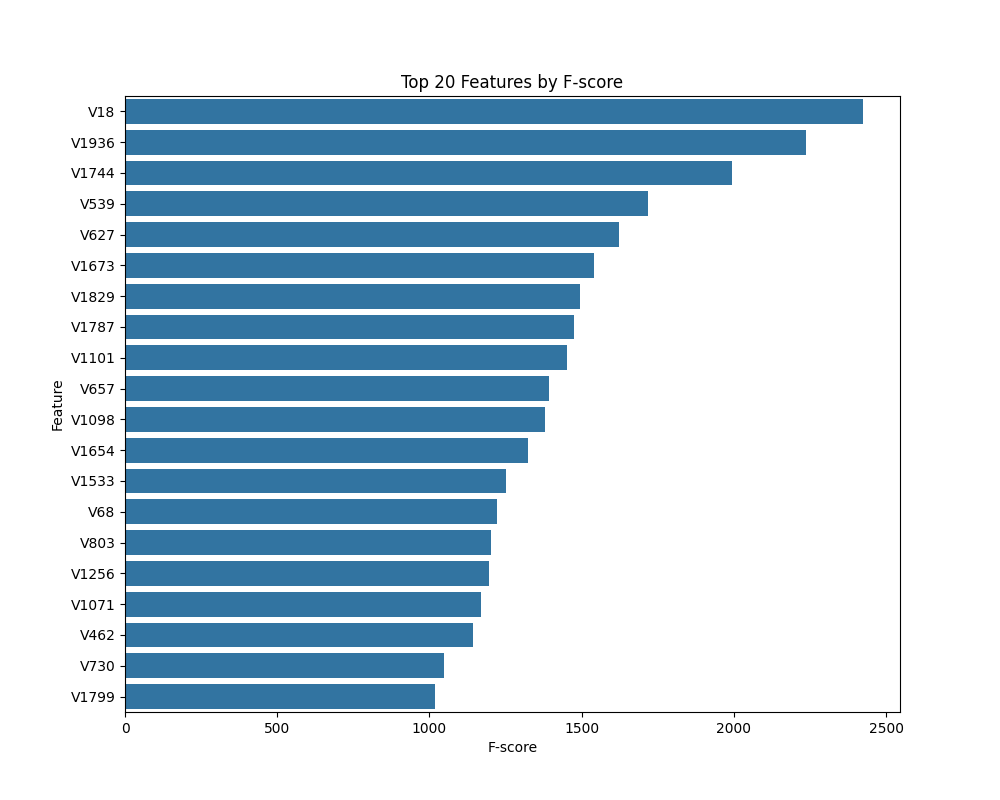 Top 20 Features by F-score
V18
V1936
V1744
V539
V627
V1673
V1829
V1787
V1101
V657
V1098
V1654
V1533
V68
V803
V1256
V1071
V462
V730
V1799
Feature
0 500 1000 1500 2000 2500
F-score